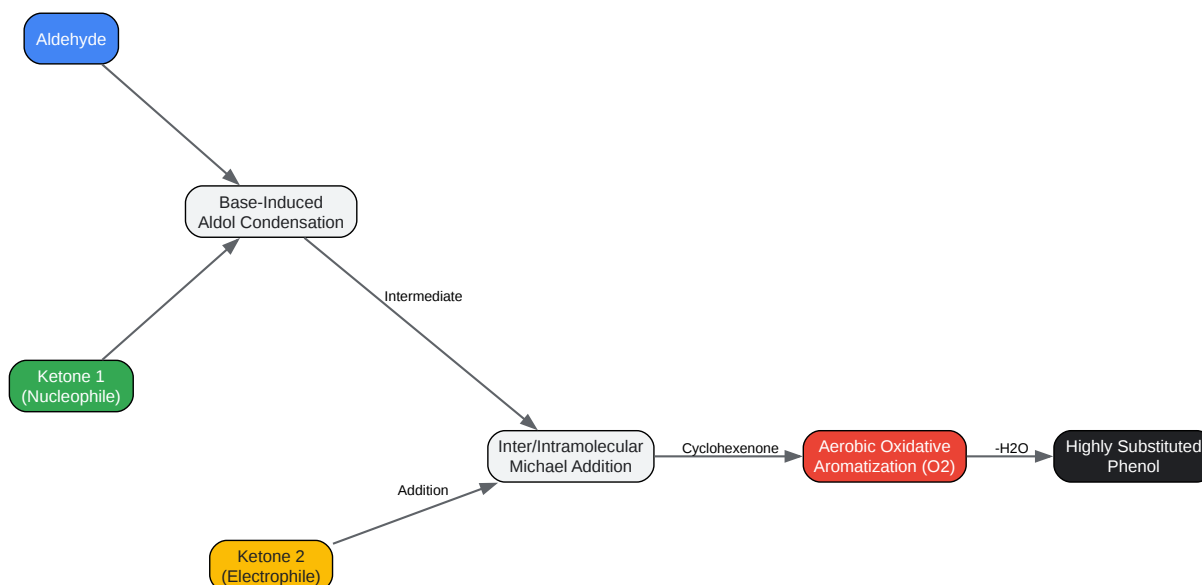 Aldehyde
Base-Induced
Aldol Condensation
Intermediate
Ketone 1
(Nucleophile)
Inter/Intramolecular
Michael Addition
Cyclohexenone
Aerobic Oxidative
Aromatization (O2)
-H2O
Highly Substituted
Phenol
Addition
Ketone 2
(Electrophile)